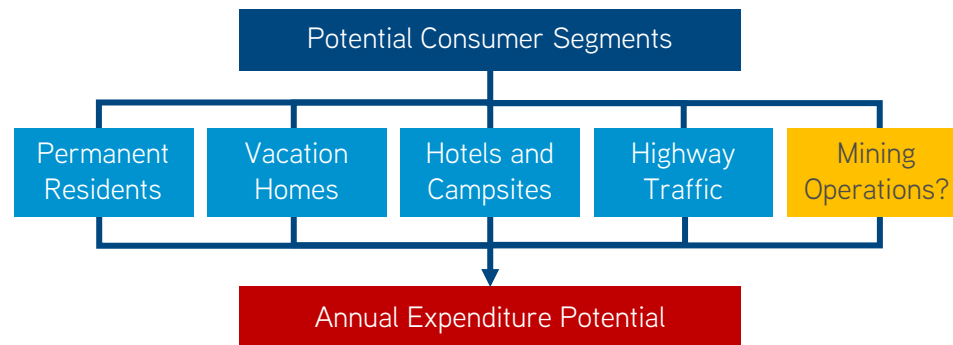 Potential Consumer Segments
Permanent
Residents
Vacation
Homes
Hotels and
Campsites
Highway
Traffic
Mining
Operations?
Annual Expenditure Potential